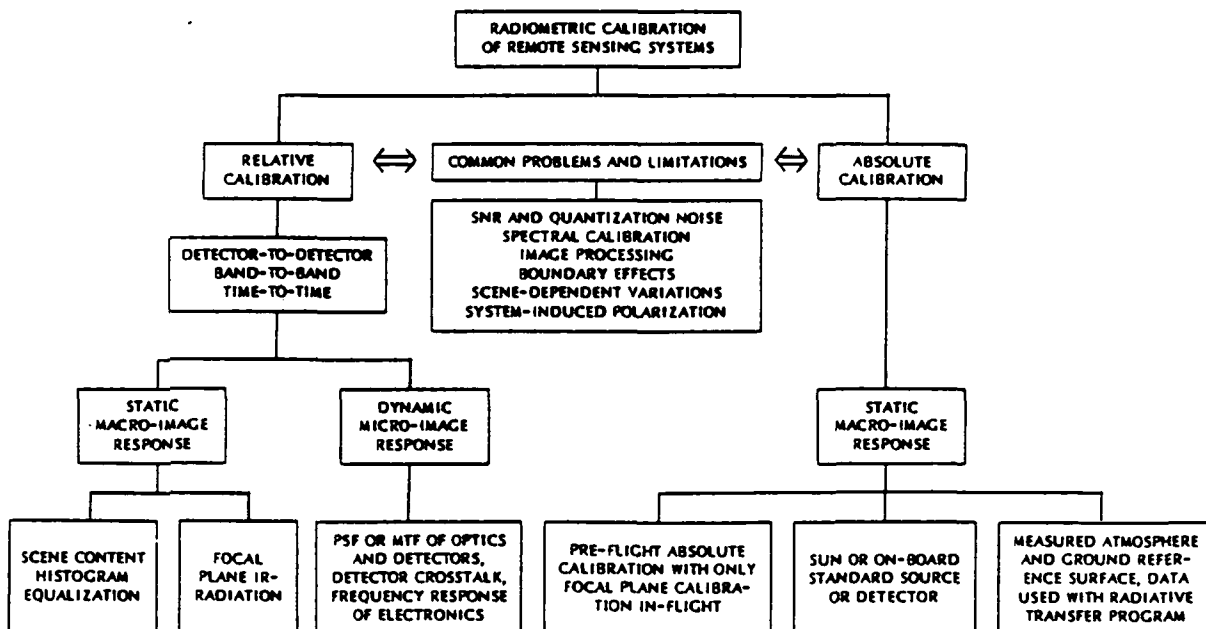 RADIOMETRIC CALIBRATION
OF REMOTE SENSING SYSTEMS
RELATIVE
CALIBRATION
COMMON PROBLEMS AND LIMITATIONS
ABSOLUTE
CALIBRATION
SNR AND QUANTIZATION NOISE
SPECTRAL CALIBRATION
IMAGE PROCESSING
BOUNDARY EFFECTS
SCENE-DEPENDENT VARIATIONS
SYSTEM-INDUCED POLARIZATION
DETECTOR-TO-DETECTOR
BAND-TO-BAND
TIME-TO-TIME
STATIC
MACRO-IMAGE
RESPONSE
DYNAMIC
MICRO-IMAGE
RESPONSE
STATIC
MACRO-IMAGE
RESPONSE
SCENE CONTENT
HISTOGRAM
EQUALIZATION
FOCAL
PLANE IR-
RADIATION
PSF OR MTF OF OPTICS
AND DETECTORS,
DETECTOR CROSSTALK,
FREQUENCY RESPONSE
OF ELECTRONICS
PRE-FLIGHT ABSOLUTE
CALIBRATION WITH ONLY
FOCAL PLANE CALIBRA-
TION IN-FLIGHT
SUN OR ON-BOARD
STANDARD SOURCE
OR DETECTOR
MEASURED ATMOSPHERE
AND GROUND REFER-
ENCE SURFACE, DATA
USED WITH RADIATIVE
TRANSFER PROGRAM